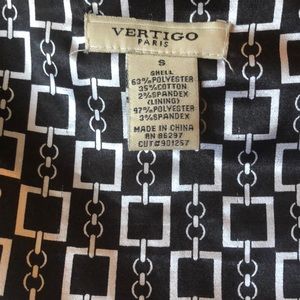 VERTIGO
PARIS
S
SHELL
63%POLYESTER
35%COTTON
2%SPANDEX
(LINING)
97%POLYESTER
3%SPANDEX
MADE IN CHINA
RN 86297
CUT#901257